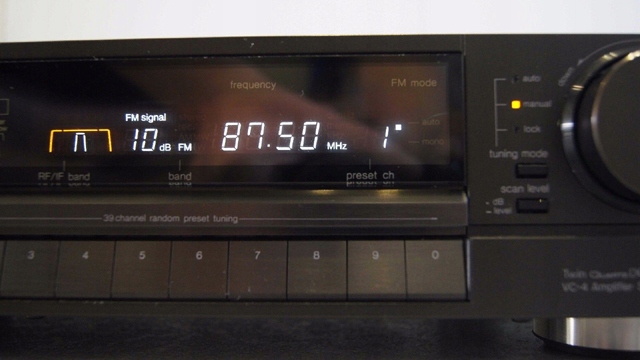 frequency
FM mode
auto
manual
lock
FM signal
10 dB FM 87.50 MHz 1
auto
mono
tuning mode
RF/IF band
band
preset ch
scan level
dB
level
39 channel random preset tuning
3 4 5 6 7 8 9 0
VC-4 Amplifier